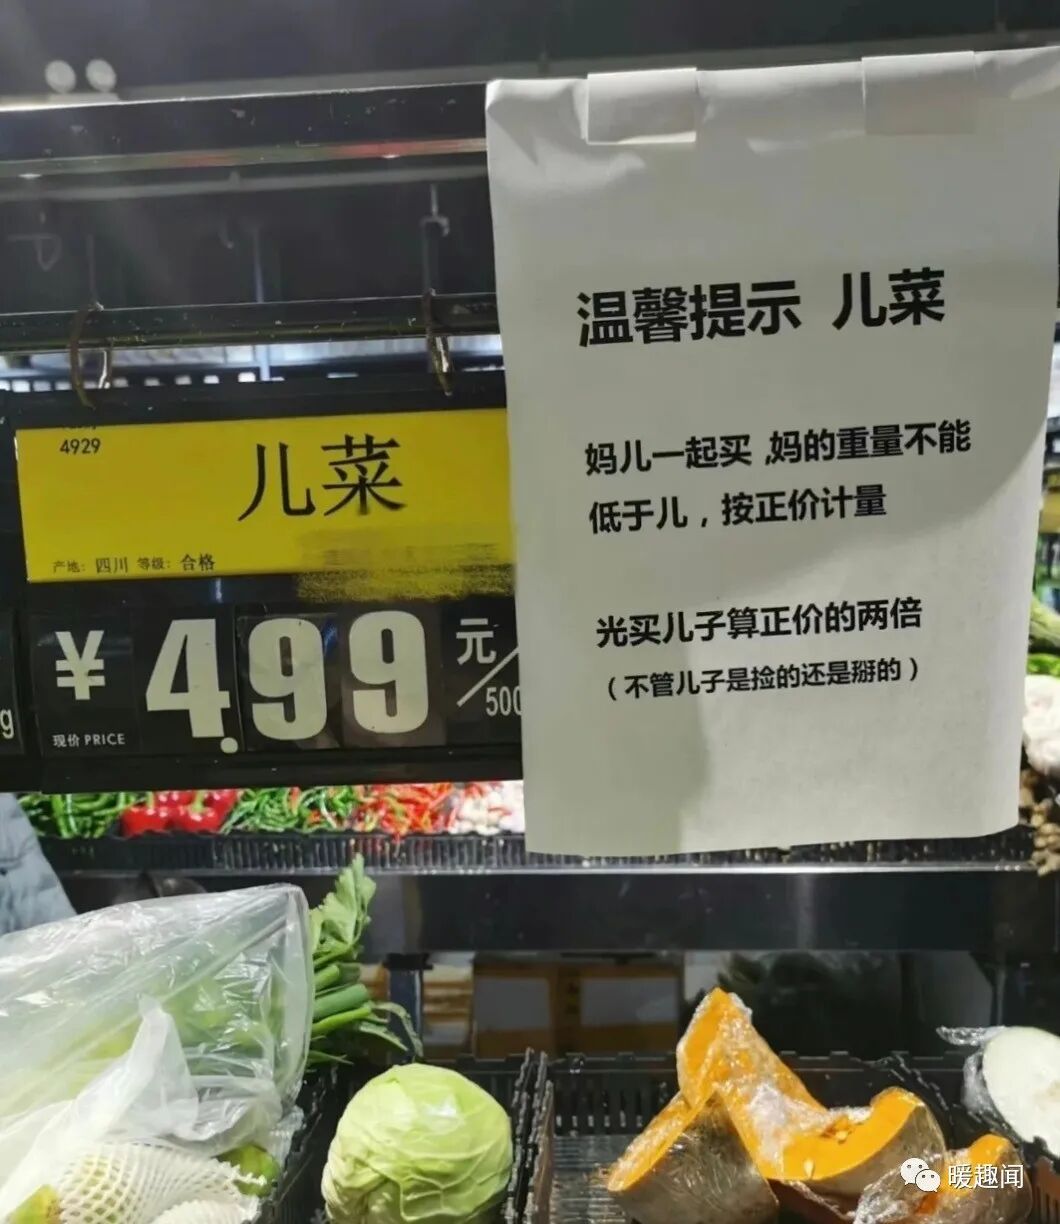 温馨提示 儿菜
妈儿一起买,妈的重量不能
低于儿，按正价计量
光买儿子算正价的两倍
（不管儿子是捡的还是掰的）
4929
儿菜
产地: 四川 等级: 合格
¥ 4.99 元/500
现价 PRICE
g
暖趣闻